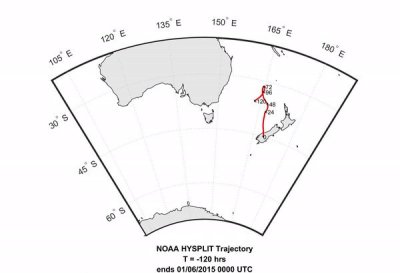 105° E
120° E
135° E
150° E
165° E
180° E
30° S
45° S
60° S
72
96
120
48
24
NOAA HYSPLIT Trajectory
T = -120 hrs
ends 01/06/2015 0000 UTC